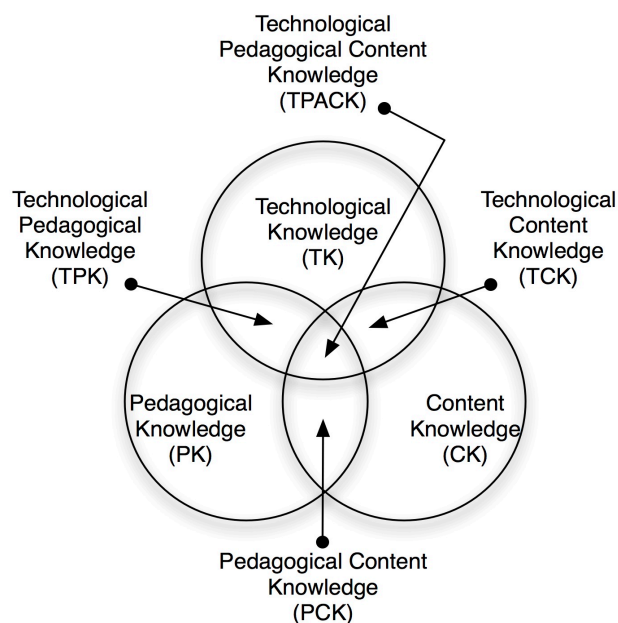 Technological
Pedagogical Content
Knowledge
(TPACK)
Technological
Pedagogical
Knowledge
(TPK)
Technological
Knowledge
(TK)
Technological
Content
Knowledge
(TCK)
Pedagogical
Knowledge
(PK)
Content
Knowledge
(CK)
Pedagogical Content
Knowledge
(PCK)